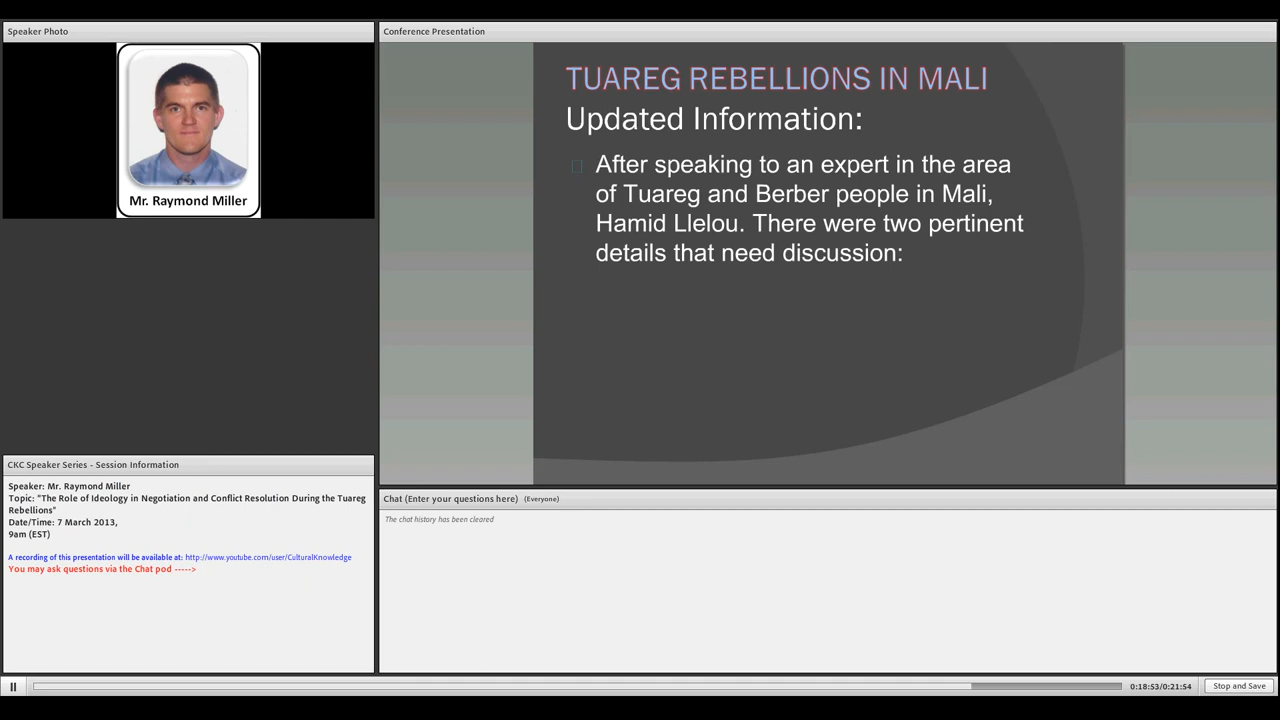 Speaker Photo
Mr. Raymond Miller
CKC Speaker Series - Session Information
Speaker: Mr. Raymond Miller
Topic: "The Role of Ideology in Negotiation and Conflict Resolution During the Tuareg
Rebellions"
Date/Time: 7 March 2013,
9am (EST)
A recording of this presentation will be available at: http://www.youtube.com/user/CulturalKnowledge
You may ask questions via the Chat pod ----->
Conference Presentation
TUAREG REBELLIONS IN MALI
Updated Information:
After speaking to an expert in the area
of Tuareg and Berber people in Mali,
Hamid Llelou. There were two pertinent
details that need discussion:
Chat (Enter your questions here) (Everyone)
The chat history has been cleared
0:18:53/0:21:54
Stop and Save